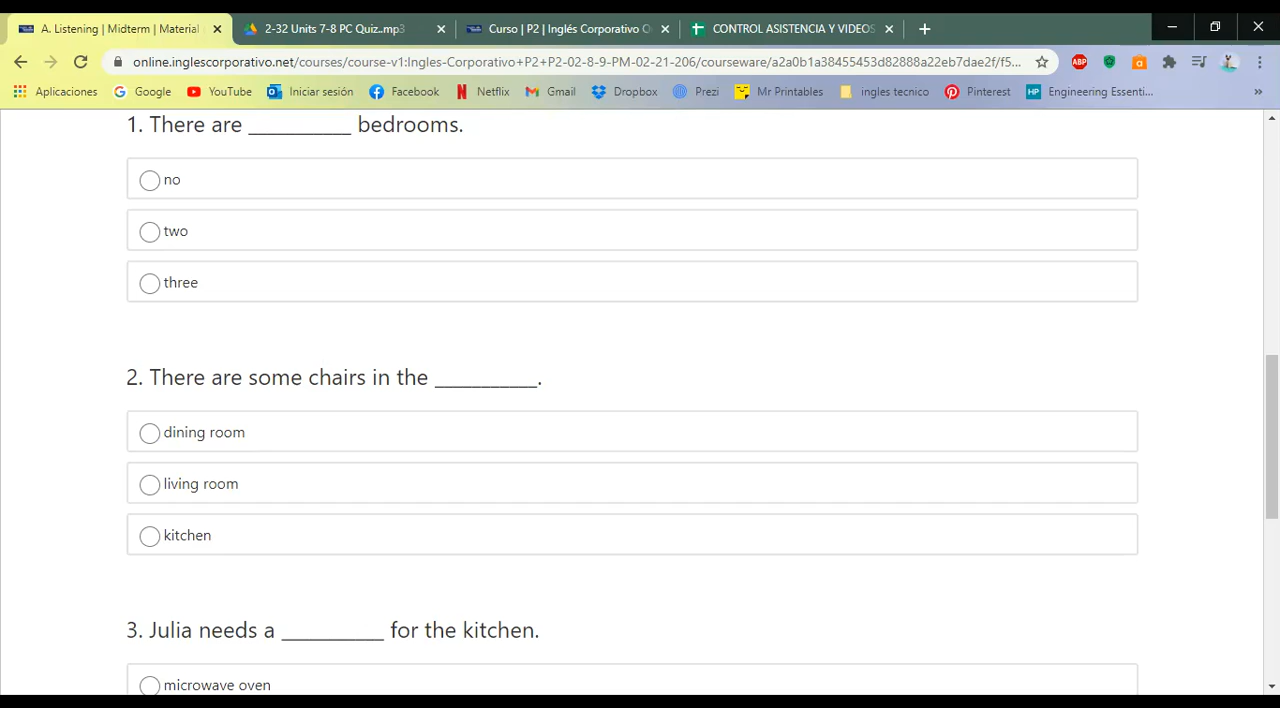 A. Listening | Midterm | Material
2-32 Units 7-8 PC Quiz..mp3
Curso | P2 | Inglés Corporativo O
CONTROL ASISTENCIA Y VIDEOS
online.inglescorporativo.net/courses/course-v1:Ingles-Corporativo+P2+P2-02-8-9-PM-02-21-206/courseware/a2a0b1a38455453d82888a22eb7dae2f/f5...
ABP
a
Aplicaciones
Google
YouTube
Iniciar sesión
Facebook
Netflix
Gmail
Dropbox
Prezi
Mr Printables
ingles tecnico
Pinterest
HP
Engineering Essenti...
»
1. There are __________ bedrooms.
no
two
three
2. There are some chairs in the __________.
dining room
living room
kitchen
3. Julia needs a __________ for the kitchen.
microwave oven